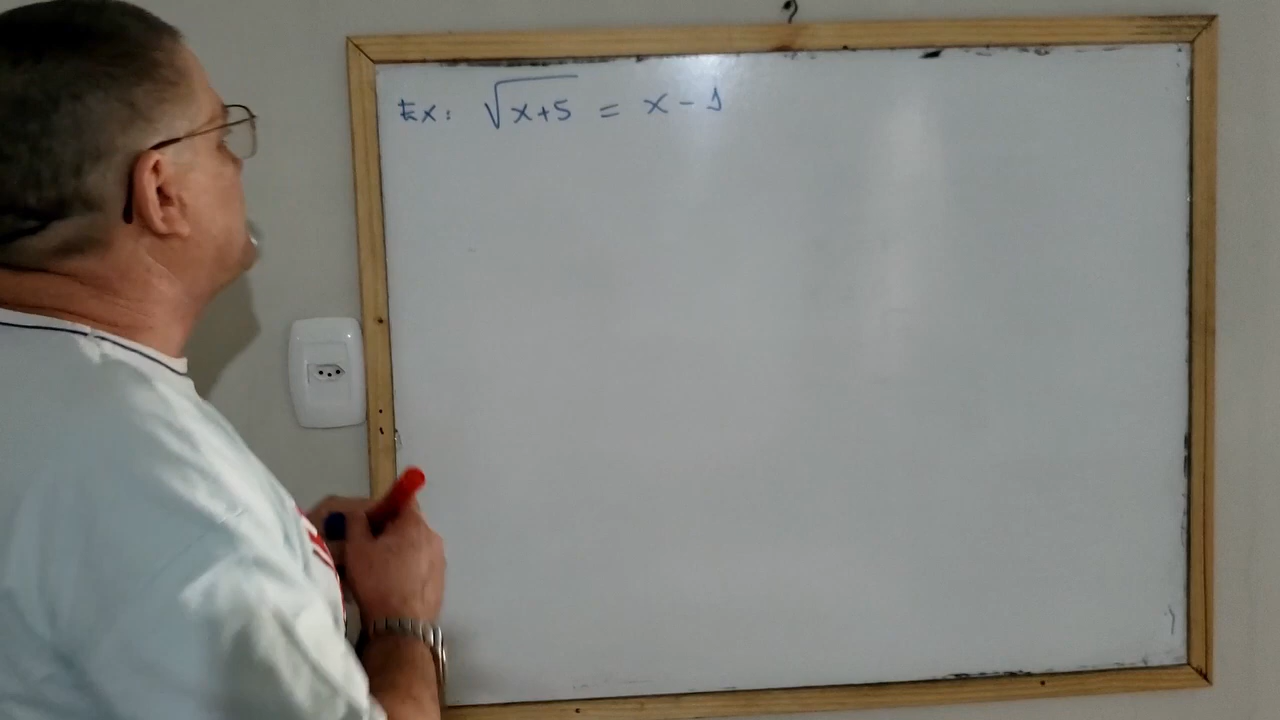 Ex: √x+5 = x - 1